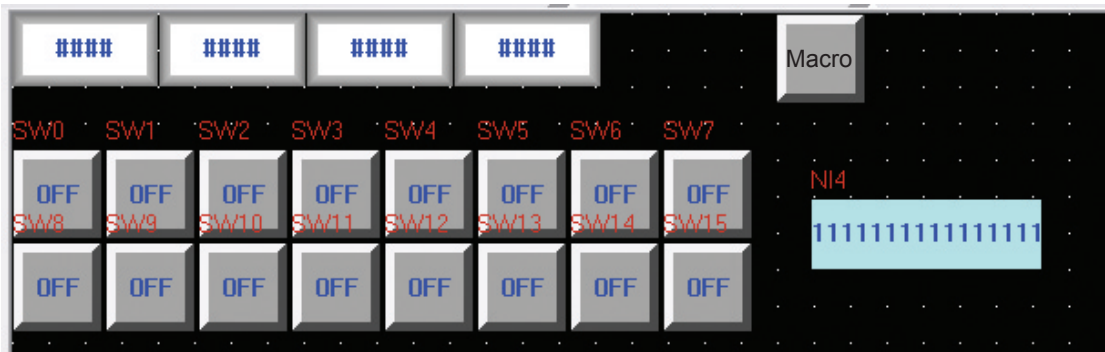 #### #### #### ####
Macro
SW0 SW1 SW2 SW3 SW4 SW5 SW6 SW7
NI4
OFF OFF OFF OFF OFF OFF OFF OFF
SW8 SW9 SW10 SW11 SW12 SW13 SW14 SW15
1111111111111111
OFF OFF OFF OFF OFF OFF OFF OFF